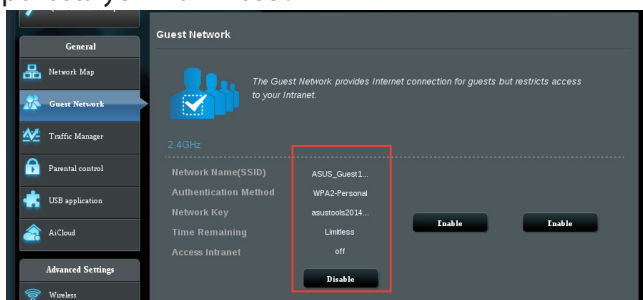 General
Network Map
Guest Network
Traffic Manager
Parental control
USB application
AiCloud
Advanced Settings
Wireless
Guest Network
The Guest Network provides Internet connection for guests but restricts access
to your Intranet.
2.4GHz
Network Name(SSID) ASUS_Guest1...
Authentication Method WPA2-Personal
Network Key asustools2014...
Time Remaining Limitless
Access Intranet off
Disable
Enable
Enable